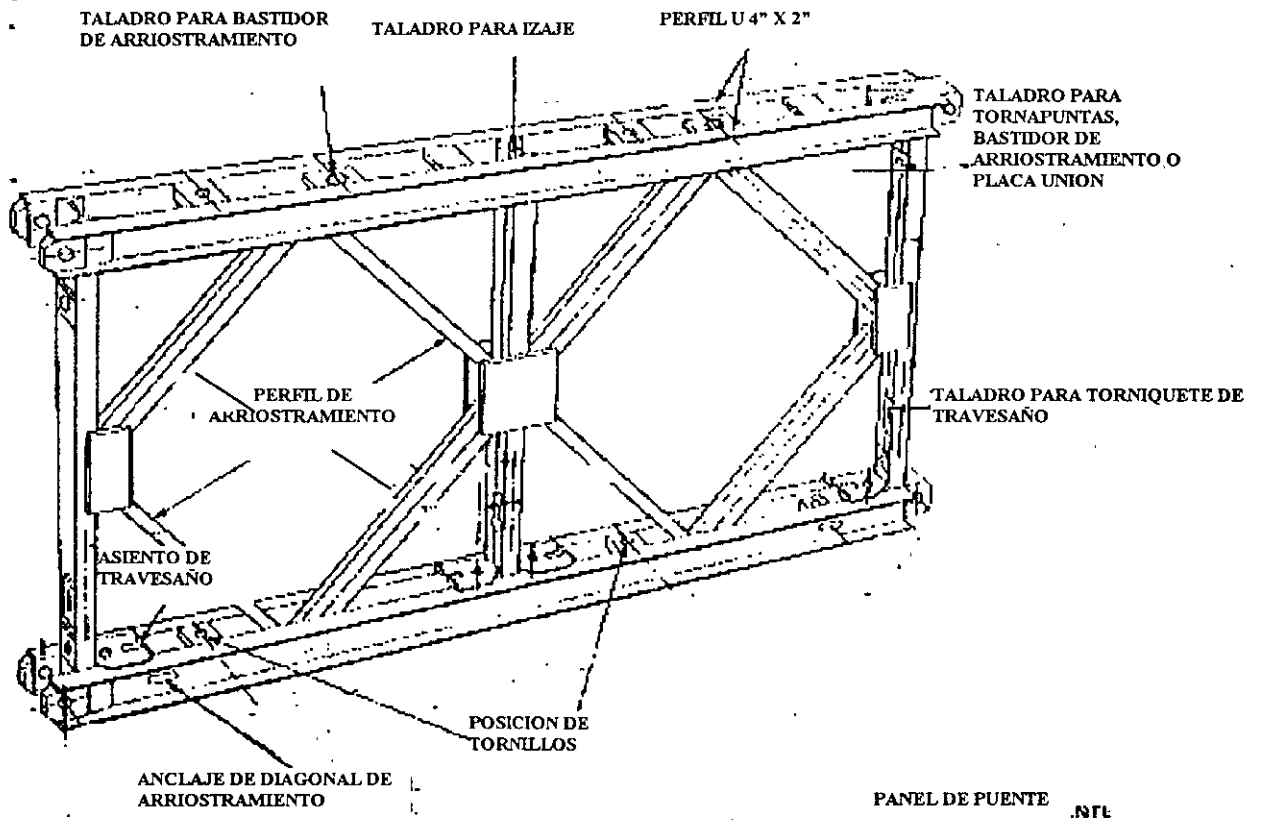 TALADRO PARA BASTIDOR
DE ARRIOSTRAMIENTO
TALADRO PARA IZAJE
PERFIL U 4" X 2"
TALADRO PARA
TORNAPUNTAS,
BASTIDOR DE
ARRIOSTRAMIENTO O
PLACA UNION
PERFIL DE
ARRIOSTRAMIENTO
TALADRO PARA TORNIQUETE DE
TRAVESAÑO
ASIENTO DE
TRAVESAÑO
POSICION DE
TORNILLOS
ANCLAJE DE DIAGONAL DE
ARRIOSTRAMIENTO
PANEL DE PUENTE